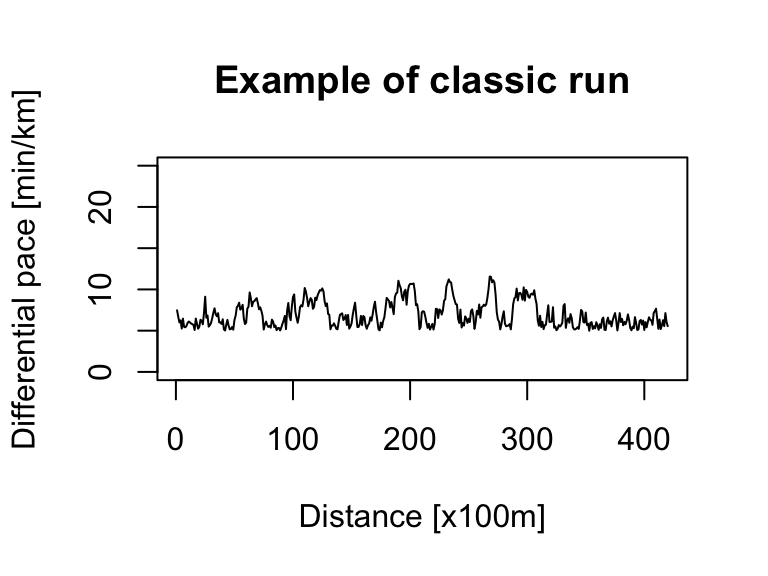 Example of classic run
Differential pace [min/km]
20
10
0
0 100 200 300 400
Distance [x100m]